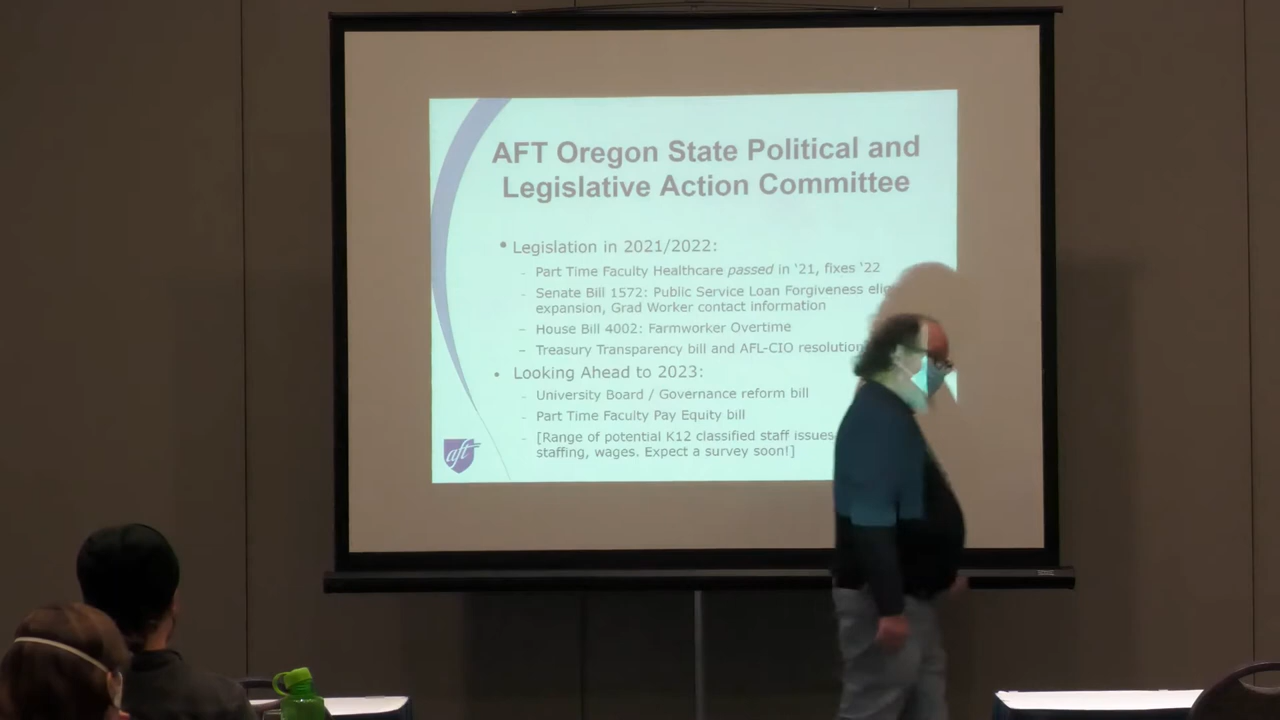 AFT Oregon State Political and
Legislative Action Committee
• Legislation in 2021/2022:
- Part Time Faculty Healthcare passed in ‘21, fixes ‘22
- Senate Bill 1572: Public Service Loan Forgiveness
expansion, Grad Worker contact information
– House Bill 4002: Farmworker Overtime
– Treasury Transparency bill and AFL-CIO resolution
• Looking Ahead to 2023:
- University Board / Governance reform bill
- Part Time Faculty Pay Equity bill
- [Range of potential K12 classified staff issues
staffing, wages. Expect a survey soon!]
aft